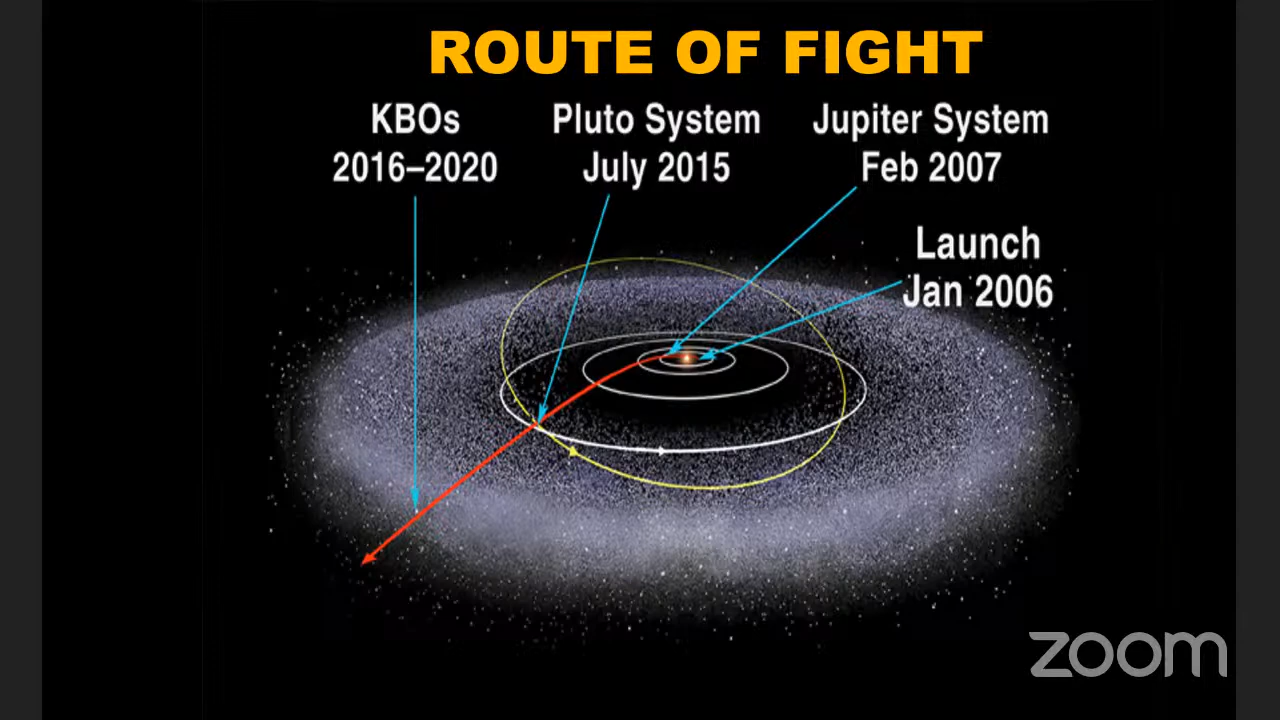 ROUTE OF FIGHT
KBOs
2016–2020
Pluto System
July 2015
Jupiter System
Feb 2007
Launch
Jan 2006
zoom